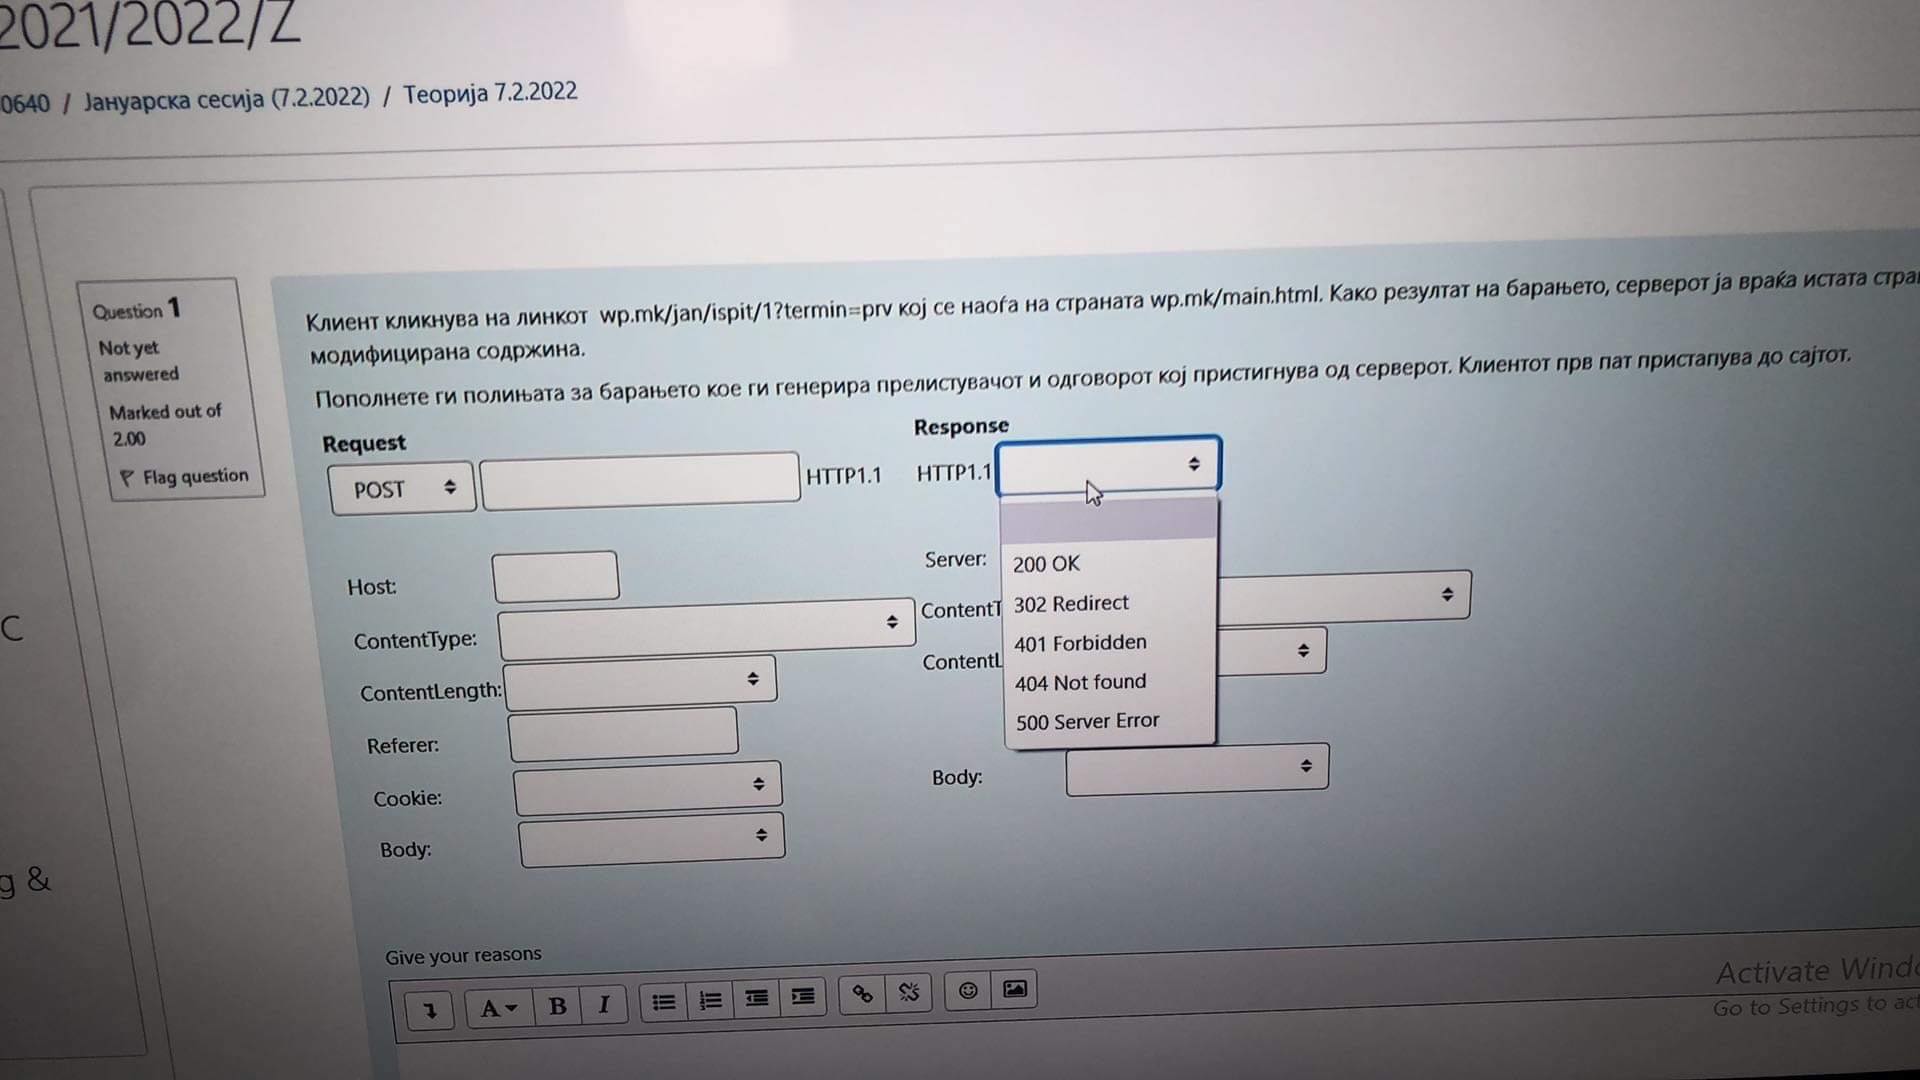 2021/2022/Z
0640 / Јануарска сесија (7.2.2022) / Теорија 7.2.2022
Question 1
Not yet
answered
Marked out of
2.00
Flag question
Клиент кликнува на линкот wp.mk/jan/ispit/1?termin=prv кој се наоѓа на страната wp.mk/main.html. Како резултат на барањето, серверот ја враќа истата
модифицирана содржина.
Пополнете ги полињата за барањето кое ги генерира прелистувачот и одговорот кој пристигнува од серверот. Клиентот прв пат пристапува до сајтот.
Request
Response
POST
HTTP1.1
HTTP1.1
200 OK
302 Redirect
401 Forbidden
404 Not found
500 Server Error
Host:
Server:
ContentType:
ContentT
ContentLength:
ContentL
Referer:
Cookie:
Body:
Body:
C
g &
Give your reasons
A B I
Activate Windo
Go to Settings to act